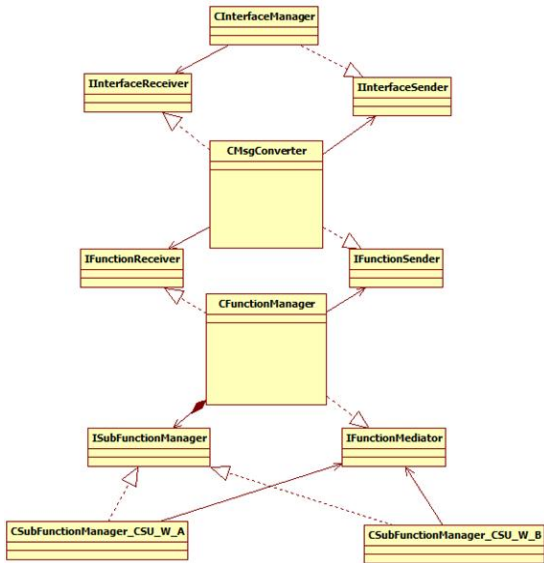 CInterfaceManager
IInterfaceReceiver
IInterfaceSender
CMsgConverter
IFunctionReceiver
IFunctionSender
CFunctionManager
ISubFunctionManager
IFunctionMediator
CSubFunctionManager_CSU_W_A
CSubFunctionManager_CSU_W_B